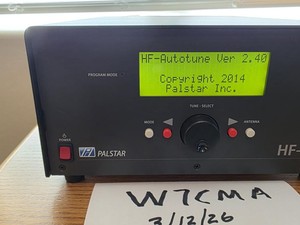 HF-Autotune Ver 2.40
Copyright 2014
Palstar Inc.
PROGRAM MODE
TUNE - SELECT
MODE
ANTENNA
POWER
PALSTAR
HF-
W7CMA
3/12/26